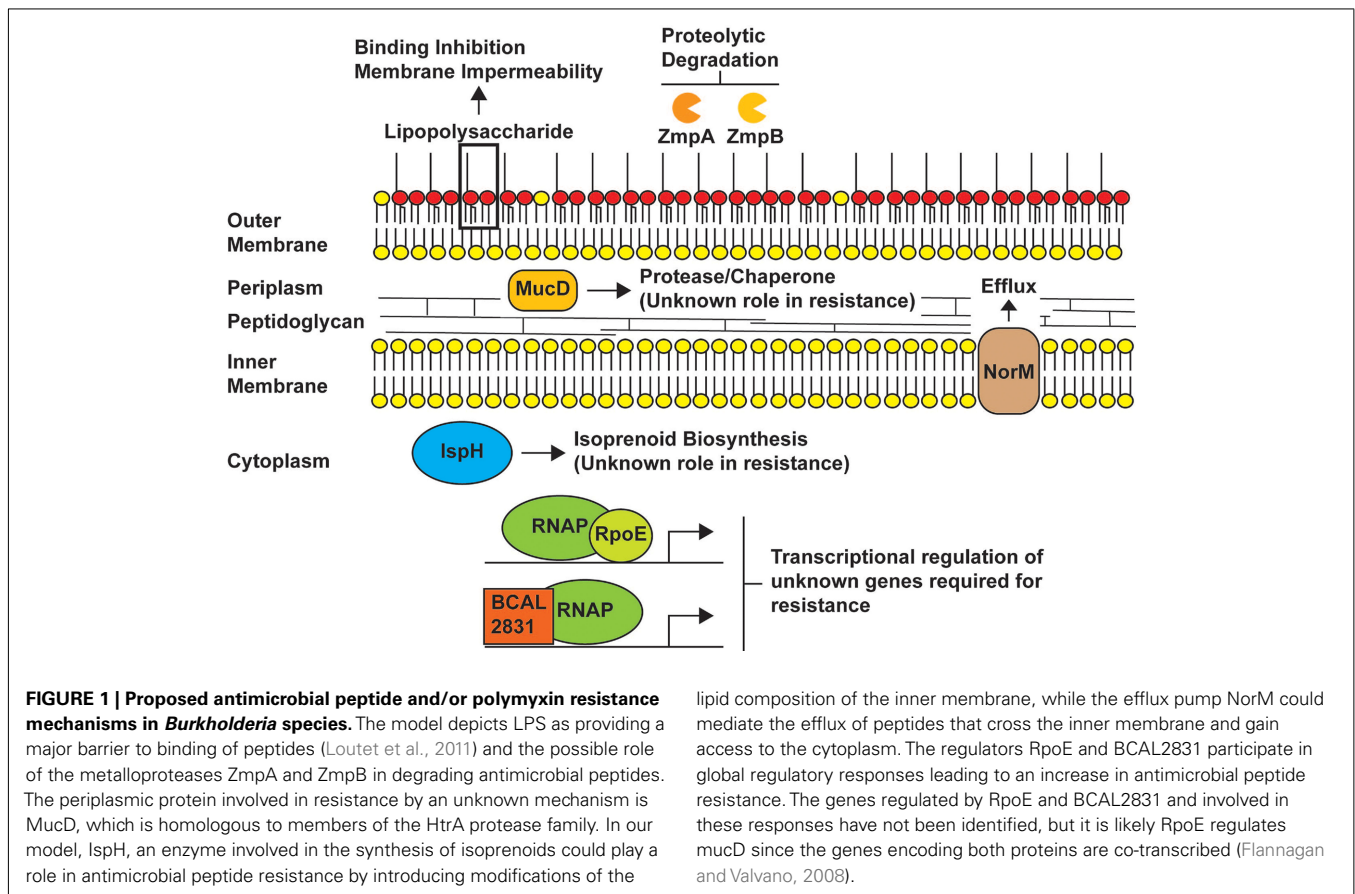 Proteolytic
Degradation
Binding Inhibition
Membrane Impermeability
Lipopolysaccharide
ZmpA ZmpB
Outer
Membrane
Periplasm
MucD
Protease/Chaperone
(Unknown role in resistance)
Efflux
Peptidoglycan
Inner
Membrane
NorM
Cytoplasm
IspH
Isoprenoid Biosynthesis
(Unknown role in resistance)
RNAP
RpoE
BCAL
2831
RNAP
Transcriptional regulation of
unknown genes required for
resistance
FIGURE 1 | Proposed antimicrobial peptide and/or polymyxin resistance
mechanisms in Burkholderia species. The model depicts LPS as providing a
major barrier to binding of peptides (Loutet et al., 2011) and the possible role
of the metalloproteases ZmpA and ZmpB in degrading antimicrobial peptides.
The periplasmic protein involved in resistance by an unknown mechanism is
MucD, which is homologous to members of the HtrA protease family. In our
model, IspH, an enzyme involved in the synthesis of isoprenoids could play a
role in antimicrobial peptide resistance by introducing modifications of the
lipid composition of the inner membrane, while the efflux pump NorM could
mediate the efflux of peptides that cross the inner membrane and gain
access to the cytoplasm. The regulators RpoE and BCAL2831 participate in
global regulatory responses leading to an increase in antimicrobial peptide
resistance. The genes regulated by RpoE and BCAL2831 and involved in
these responses have not been identified, but it is likely RpoE regulates
mucD since the genes encoding both proteins are co-transcribed (Flannagan
and Valvano, 2008).